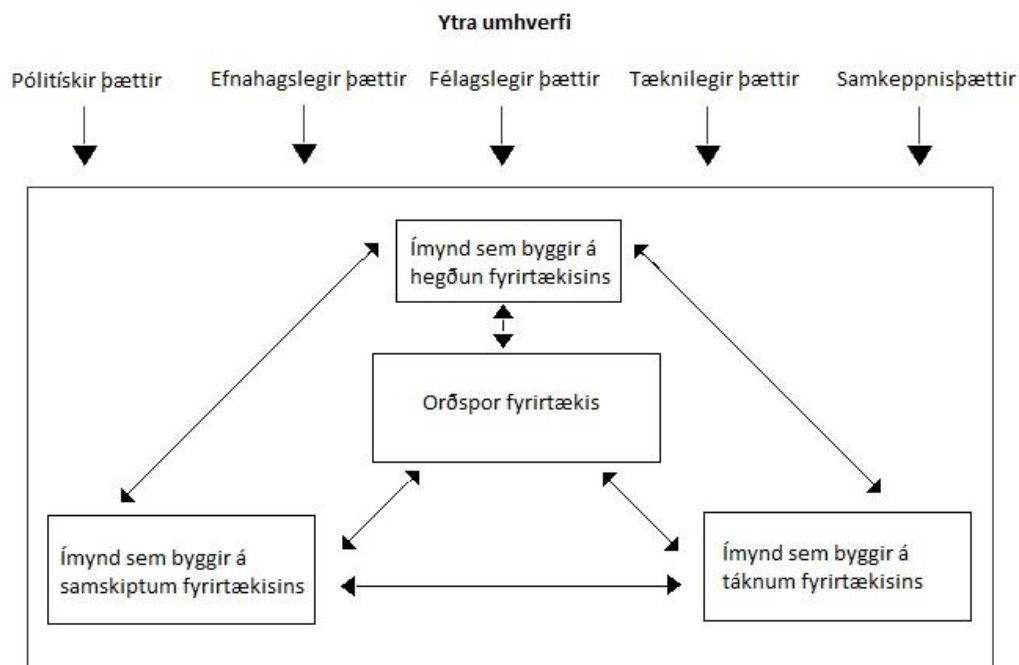 Ytra umhverfi
Pólitískir þættir
Efnahagslegir þættir
Félagslegir þættir
Tæknilegir þættir
Samkeppnisþættir
Ímynd sem byggir á
hegðun fyrirtækisins
Orðspor fyrirtækis
Ímynd sem byggir á
samskiptum fyrirtækisins
Ímynd sem byggir á
táknum fyrirtækisins